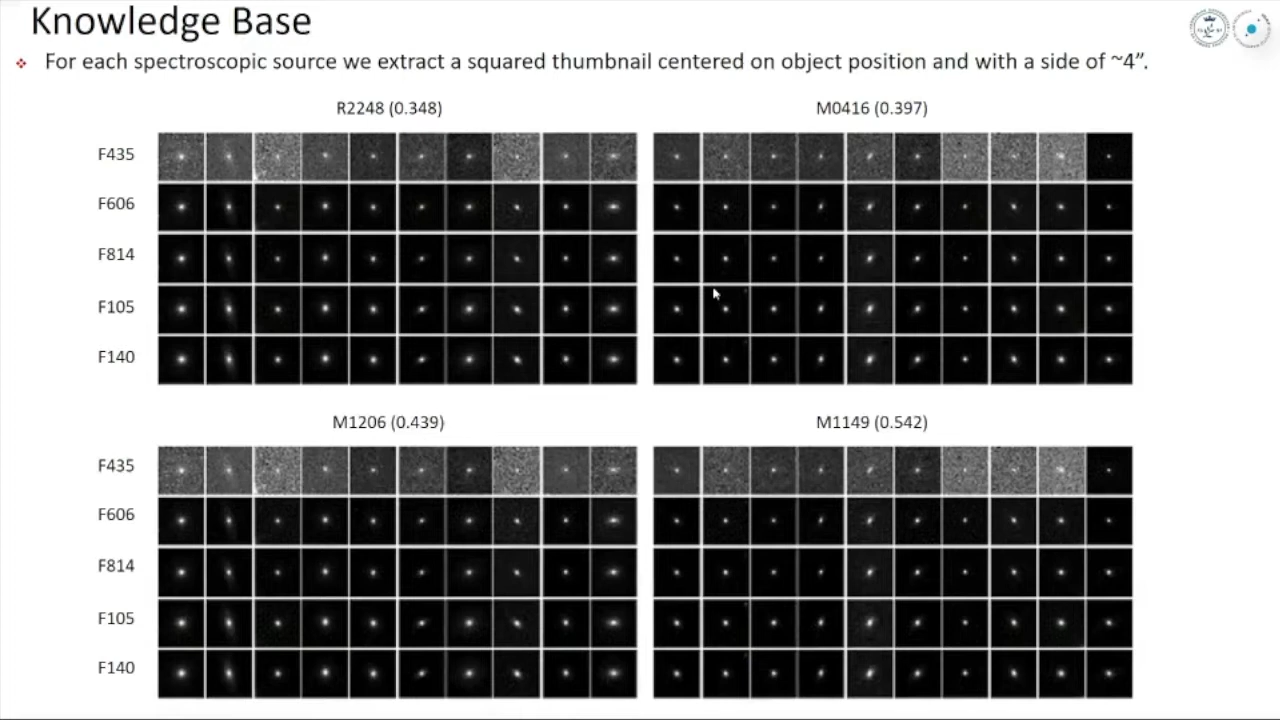 Knowledge Base
For each spectroscopic source we extract a squared thumbnail centered on object position and with a side of ~4”.
R2248 (0.348)
M0416 (0.397)
F435
F606
F814
F105
F140
M1206 (0.439)
M1149 (0.542)
F435
F606
F814
F105
F140